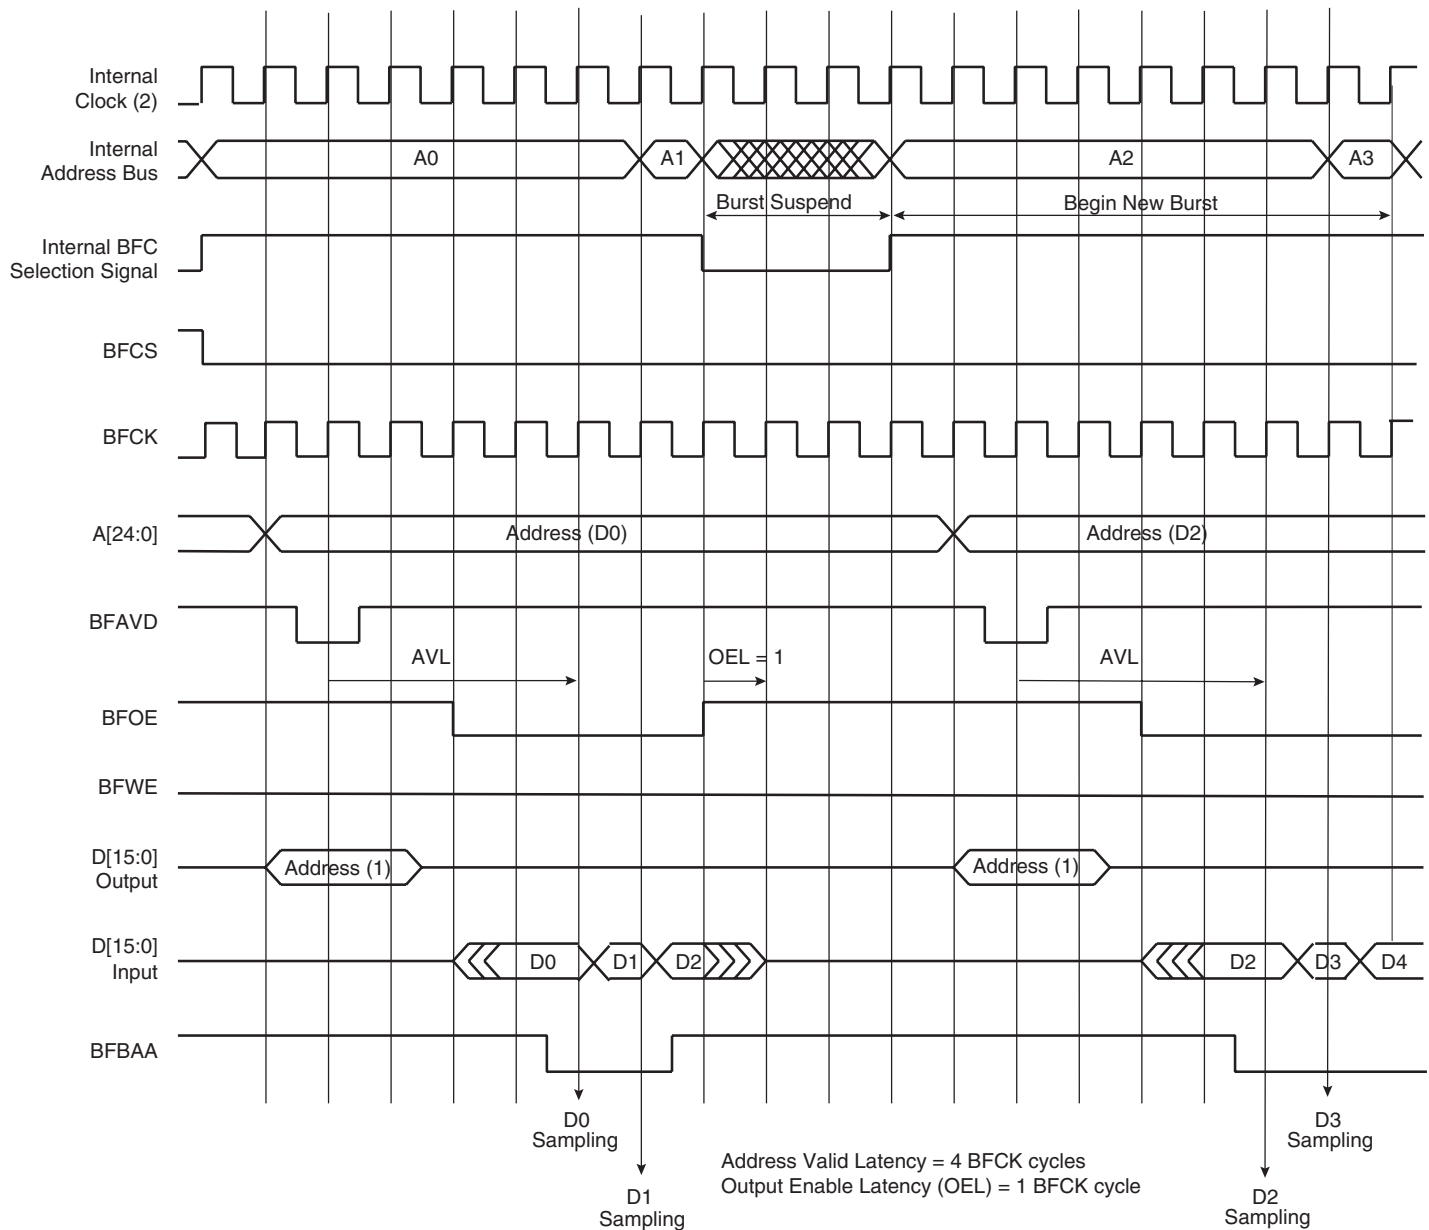 Internal
Clock (2)
Internal
Address Bus
A0
A1
A2
A3
Burst Suspend
Begin New Burst
Internal BFC
Selection Signal
BFCS
BFCK
A[24:0]
Address (D0)
Address (D2)
BFAVD
AVL
OEL = 1
AVL
BFOE
BFWE
D[15:0]
Output
Address (1)
Address (1)
D[15:0]
Input
D0
D1
D2
D2
D3
D4
BFBAA
D0
Sampling
D3
Sampling
Address Valid Latency = 4 BFCK cycles
Output Enable Latency (OEL) = 1 BFCK cycle
D1
Sampling
D2
Sampling